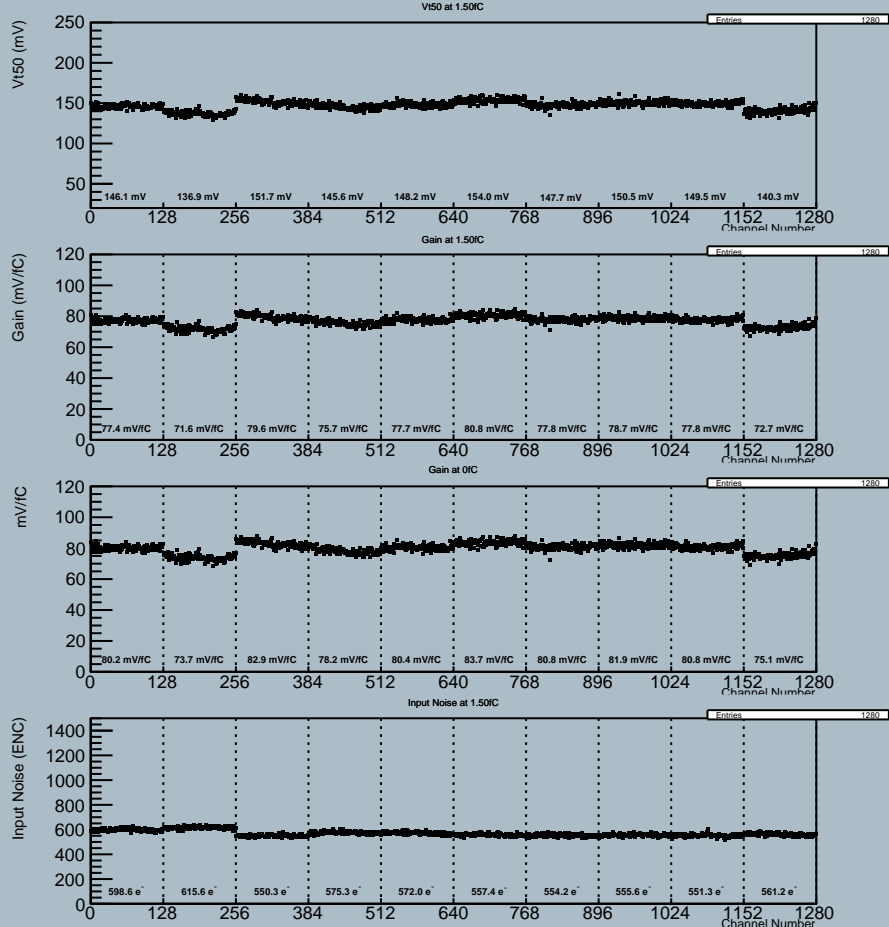 Vt50 at 1.50fC
Entries 1280
Vt50 (mV)
250
200
150
100
50
146.1 mV 136.9 mV 151.7 mV 145.6 mV 148.2 mV 154.0 mV 147.7 mV 150.5 mV 149.5 mV 140.3 mV
0 128 256 384 512 640 768 896 1024 1152 1280
Channel Number
Gain at 1.50fC
Entries 1280
Gain (mV/fC)
120
100
80
60
40
20
0
77.4 mV/fC 71.6 mV/fC 79.6 mV/fC 75.7 mV/fC 77.7 mV/fC 80.8 mV/fC 77.8 mV/fC 78.7 mV/fC 77.8 mV/fC 72.7 mV/fC
0 128 256 384 512 640 768 896 1024 1152 1280
Channel Number
Gain at 0fC
Entries 1280
mV/fC
120
100
80
60
40
20
0
80.2 mV/fC 73.7 mV/fC 82.9 mV/fC 78.2 mV/fC 80.4 mV/fC 83.7 mV/fC 80.8 mV/fC 81.9 mV/fC 80.8 mV/fC 75.1 mV/fC
0 128 256 384 512 640 768 896 1024 1152 1280
Channel Number
Input Noise at 1.50fC
Entries 1280
Input Noise (ENC)
1400
1200
1000
800
600
400
200
0
598.6 e⁻ 615.6 e⁻ 550.3 e⁻ 575.3 e⁻ 572.0 e⁻ 557.4 e⁻ 554.2 e⁻ 555.6 e⁻ 551.3 e⁻ 561.2 e⁻
0 128 256 384 512 640 768 896 1024 1152 1280
Channel Number